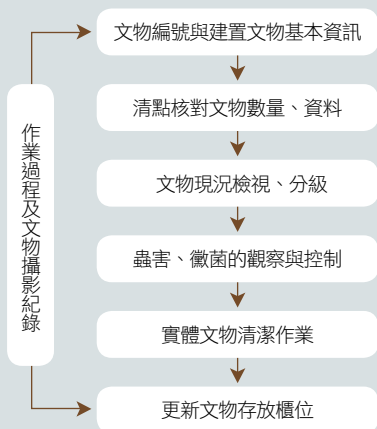 文物編號與建置文物基本資訊
清點核對文物數量、資料
文物現況檢視、分級
蟲害、黴菌的觀察與控制
實體文物清潔作業
更新文物存放櫃位
作業過程及文物攝影紀錄